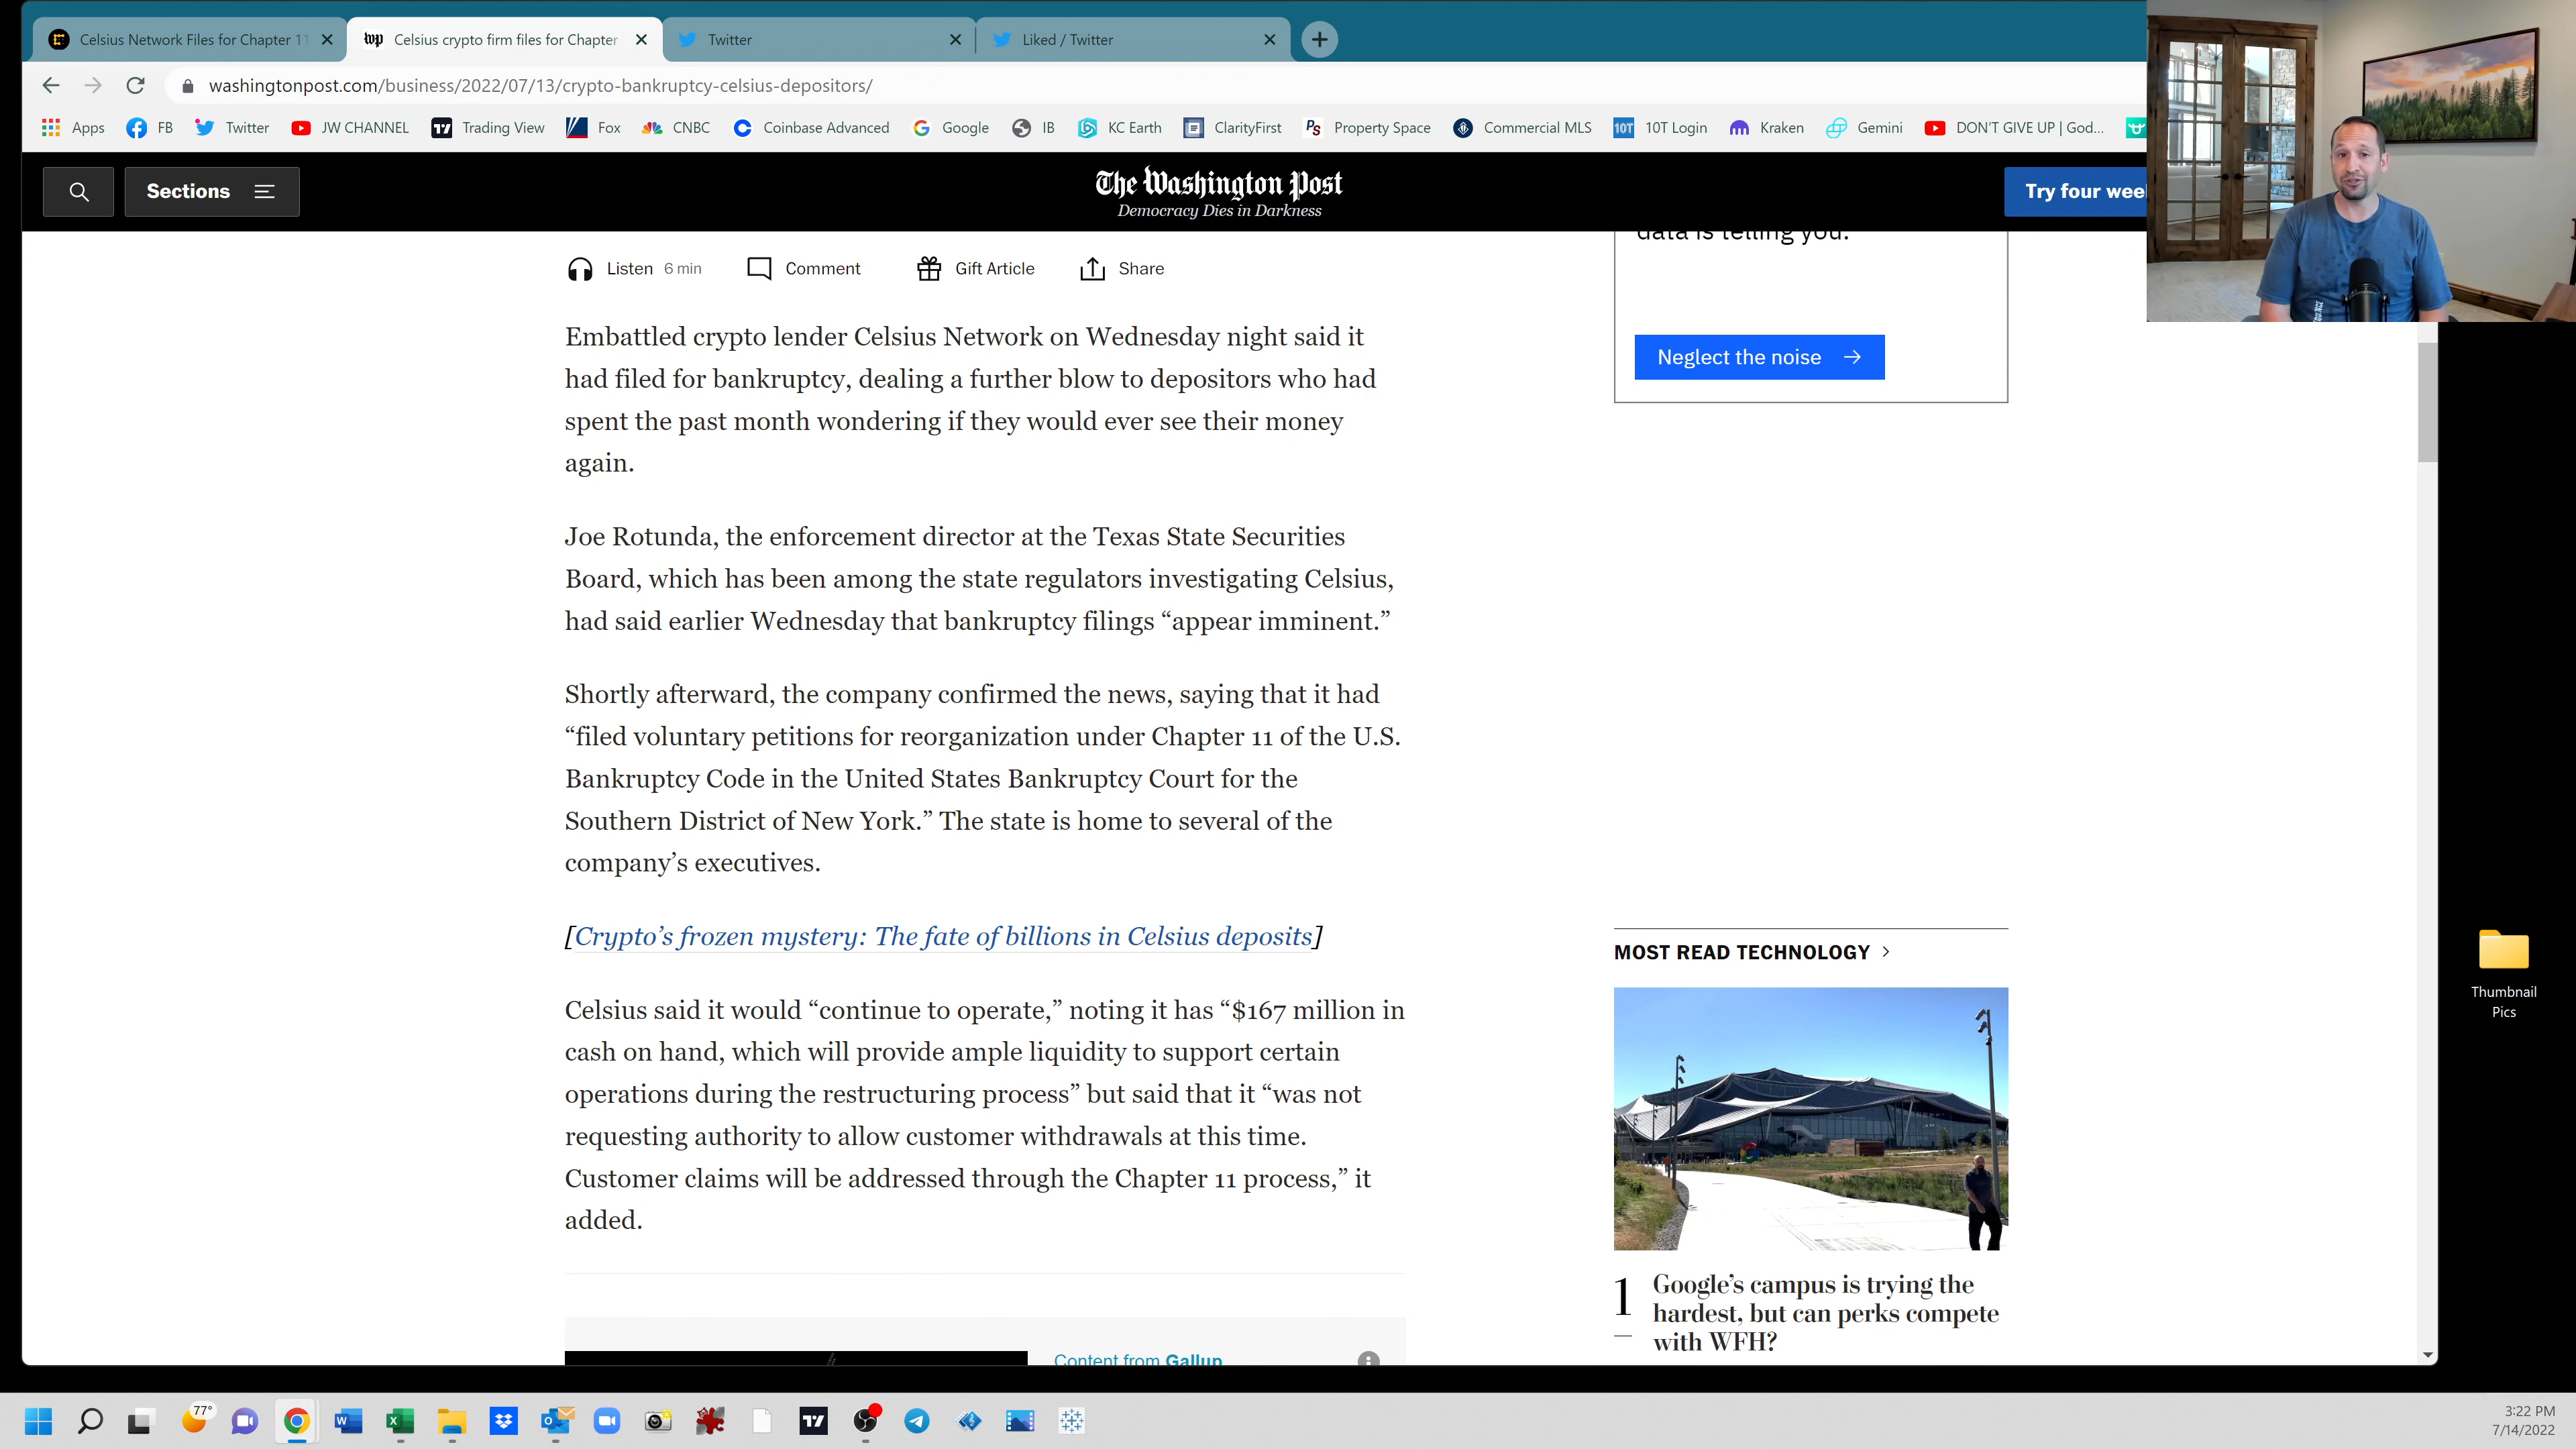 Celsius Network Files for Chapter 11
Celsius crypto firm files for Chapter
Twitter
Liked / Twitter
washingtonpost.com/business/2022/07/13/crypto-bankruptcy-celsius-depositors/
Apps
FB
Twitter
JW CHANNEL
Trading View
Fox
CNBC
Coinbase Advanced
Google
IB
KC Earth
ClarityFirst
Property Space
Commercial MLS
10T Login
Kraken
Gemini
DON'T GIVE UP | God...
Sections
The Washington Post
Democracy Dies in Darkness
Try four wee
Listen 6 min
Comment
Gift Article
Share
data is telling you.
Neglect the noise
Embattled crypto lender Celsius Network on Wednesday night said it
had filed for bankruptcy, dealing a further blow to depositors who had
spent the past month wondering if they would ever see their money
again.
Joe Rotunda, the enforcement director at the Texas State Securities
Board, which has been among the state regulators investigating Celsius,
had said earlier Wednesday that bankruptcy filings “appear imminent.”
Shortly afterward, the company confirmed the news, saying that it had
“filed voluntary petitions for reorganization under Chapter 11 of the U.S.
Bankruptcy Code in the United States Bankruptcy Court for the
Southern District of New York.” The state is home to several of the
company’s executives.
[Crypto’s frozen mystery: The fate of billions in Celsius deposits]
Celsius said it would “continue to operate,” noting it has “$167 million in
cash on hand, which will provide ample liquidity to support certain
operations during the restructuring process” but said that it “was not
requesting authority to allow customer withdrawals at this time.
Customer claims will be addressed through the Chapter 11 process,” it
added.
Content from Gallup
MOST READ TECHNOLOGY >
1
Google’s campus is trying the
hardest, but can perks compete
with WFH?
Thumbnail
Pics
77°
3:22 PM
7/14/2022